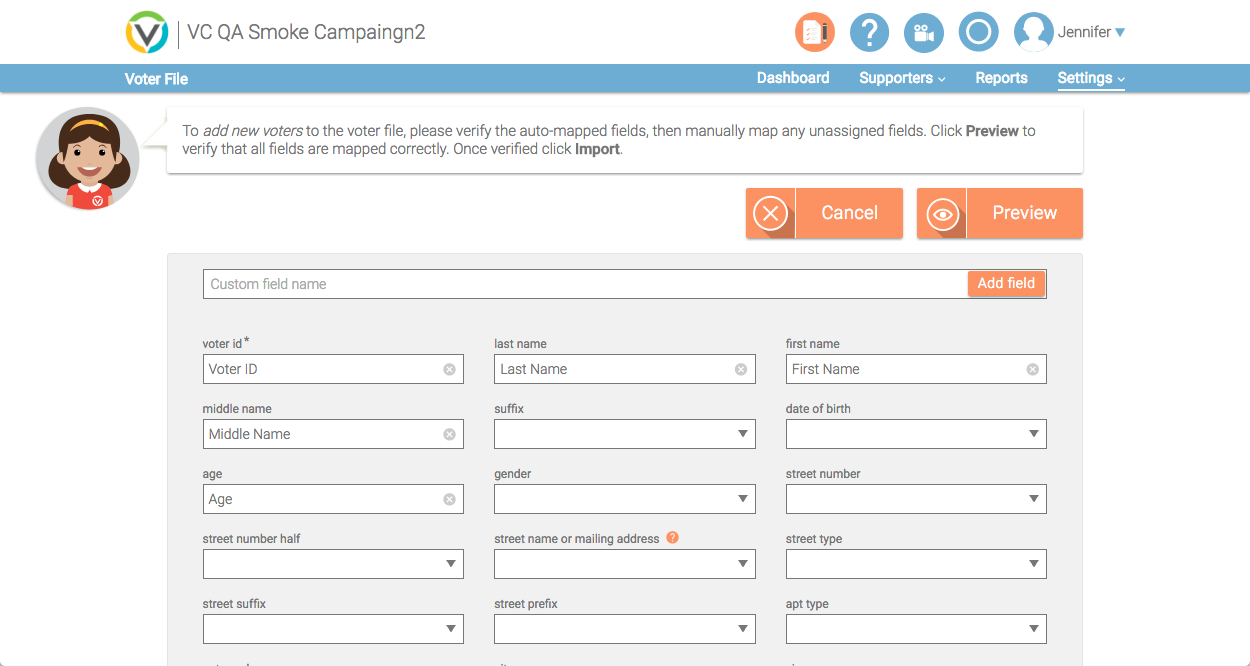 VC QA Smoke Campaingn2
Jennifer
Voter File
Dashboard
Supporters
Reports
Settings
To add new voters to the voter file, please verify the auto-mapped fields, then manually map any unassigned fields. Click Preview to
verify that all fields are mapped correctly. Once verified click Import.
Cancel
Preview
Custom field name
Add field
voter id*
last name
first name
Voter ID
Last Name
First Name
middle name
suffix
date of birth
Middle Name
age
gender
street number
Age
street number half
street name or mailing address ?
street type
street suffix
street prefix
apt type